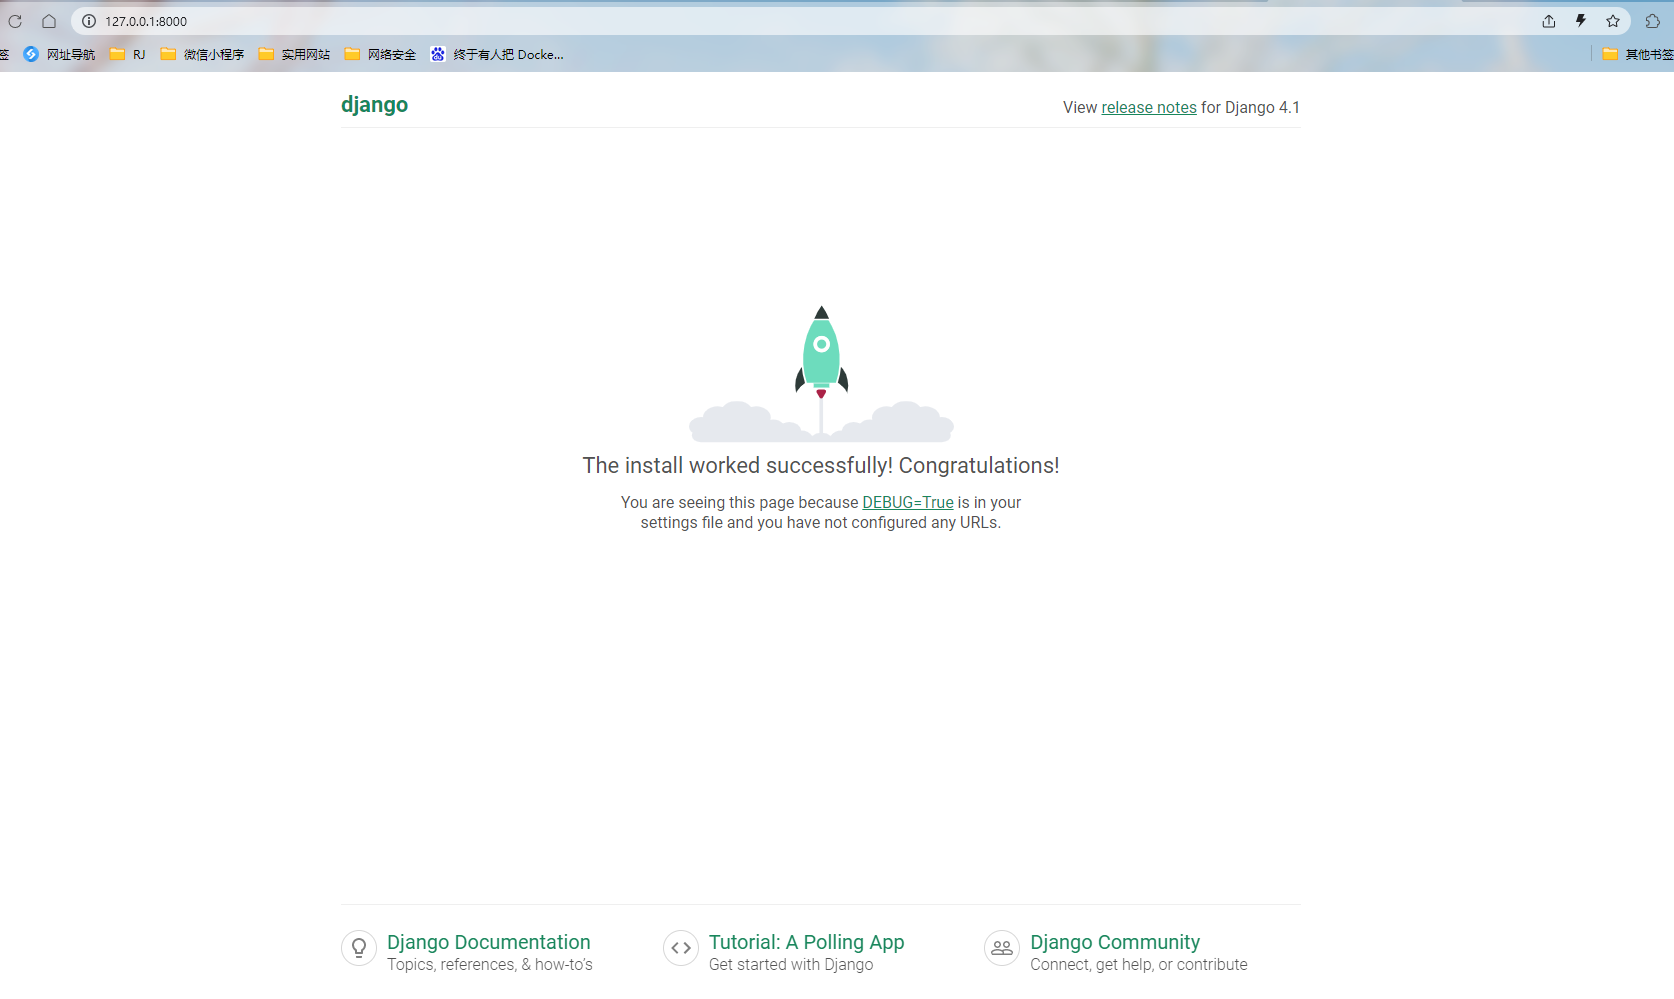 127.0.0.1:8000
签 网址导航 RJ 微信小程序 实用网站 网络安全 终于有人把 Docke... 其他书签
django
View release notes for Django 4.1
The install worked successfully! Congratulations!
You are seeing this page because DEBUG=True is in your
settings file and you have not configured any URLs.
Django Documentation
Topics, references, & how-to’s
Tutorial: A Polling App
Get started with Django
Django Community
Connect, get help, or contribute